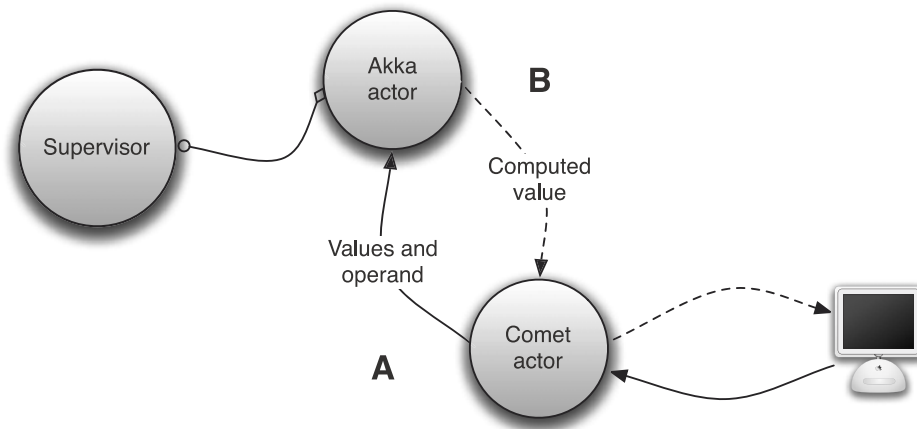 Akka
actor
B
Supervisor
Computed
value
Values and
operand
Comet
actor
A